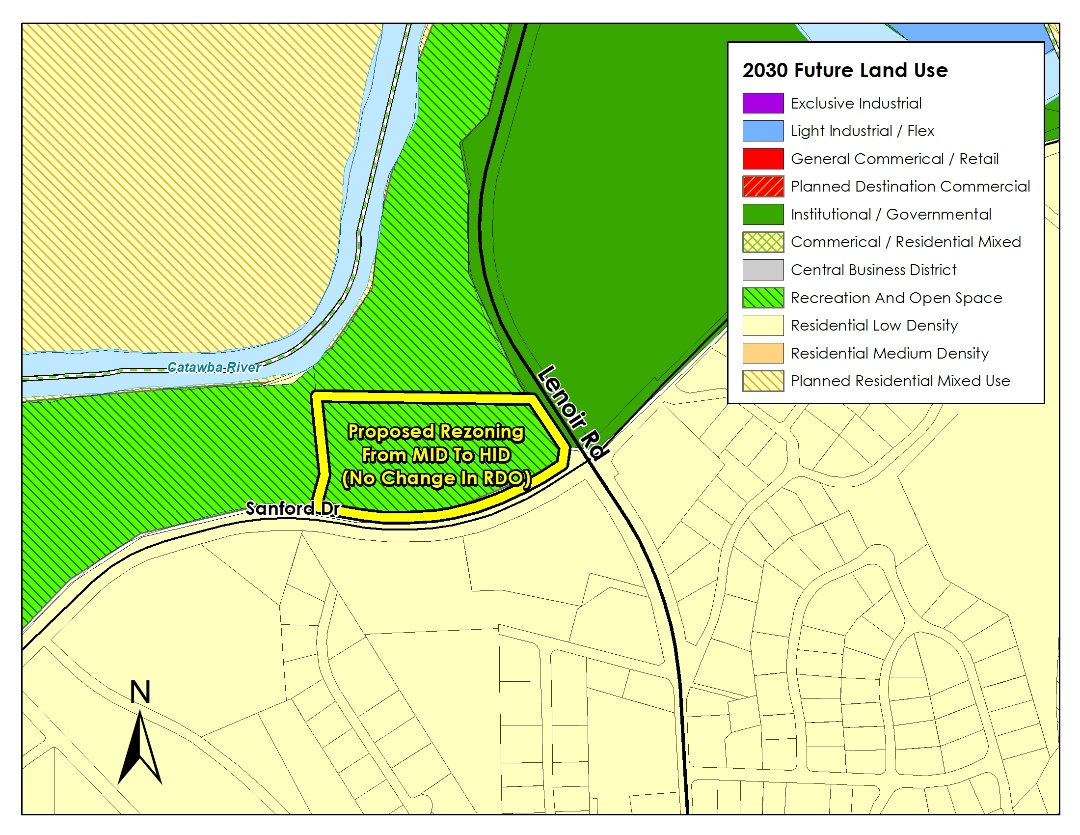 2030 Future Land Use
Exclusive Industrial
Light Industrial / Flex
General Commerical / Retail
Planned Destination Commercial
Institutional / Governmental
Commerical / Residential Mixed
Central Business District
Recreation And Open Space
Residential Low Density
Residential Medium Density
Planned Residential Mixed Use
Catawba River
Lenoir Rd
Proposed Rezoning
From MID To HID
(No Change In RDO)
Sanford Dr
N